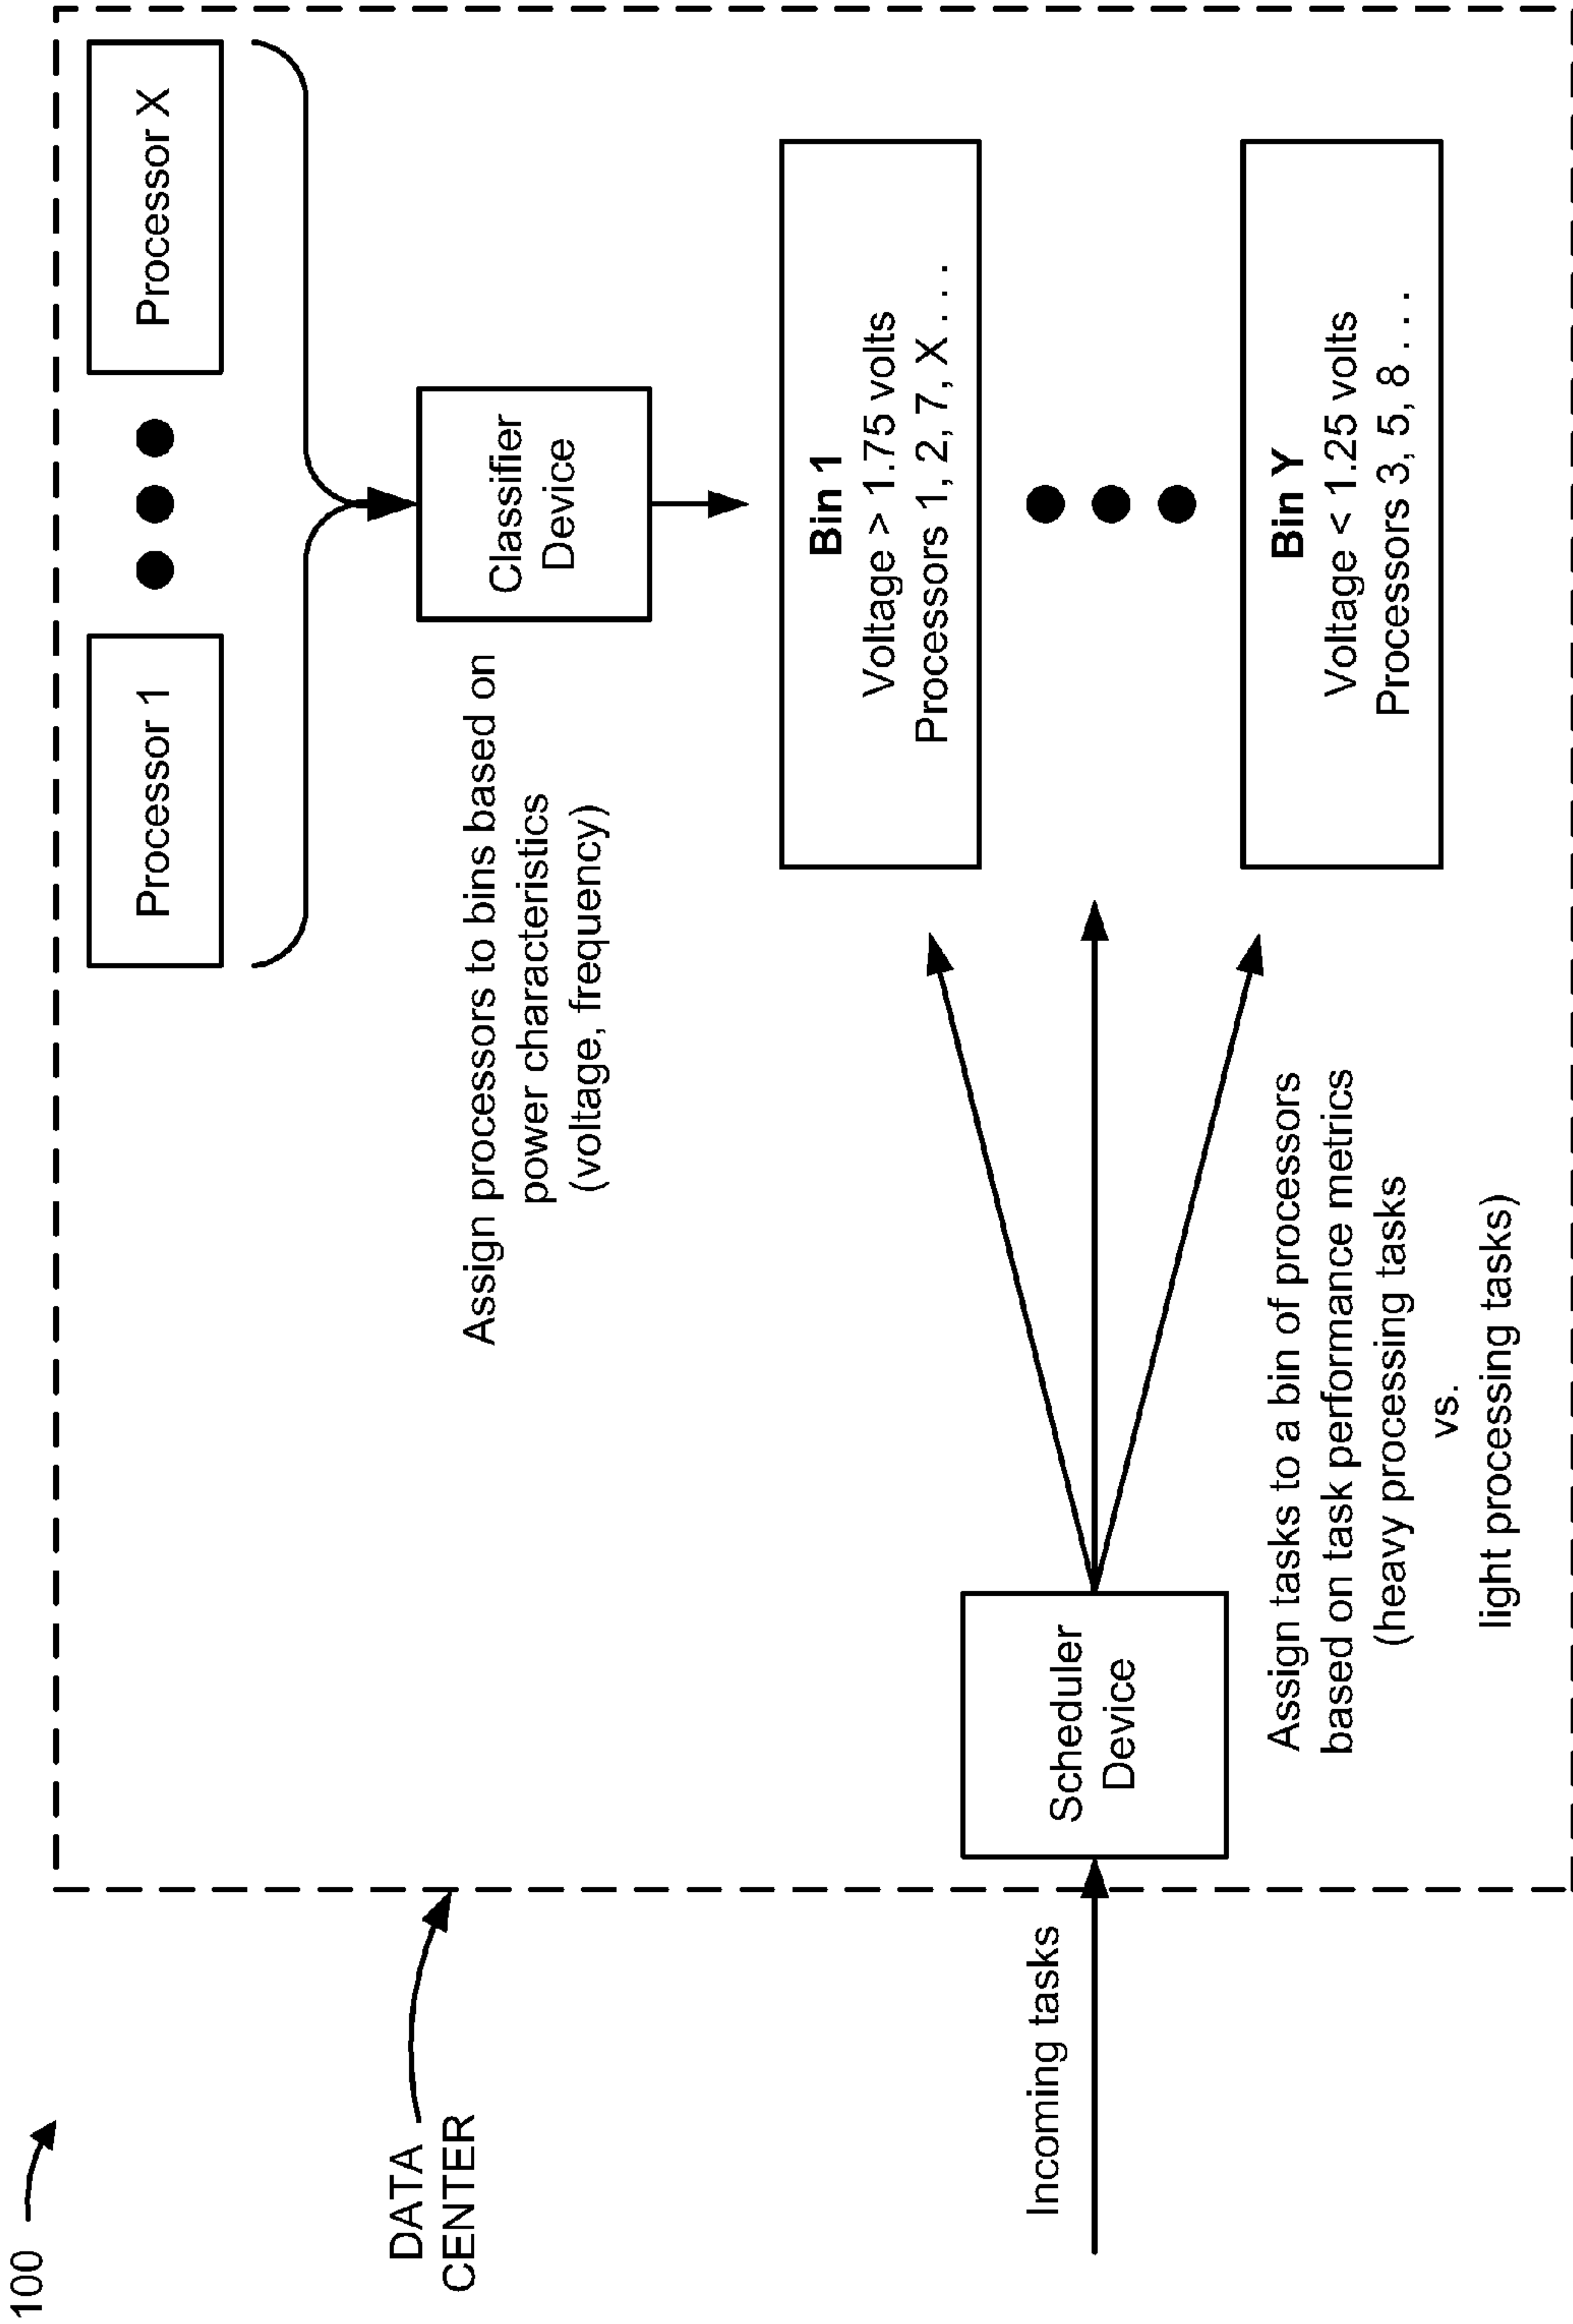 100
DATA
CENTER
Processor 1
Processor X
Assign processors to bins based on
power characteristics
(voltage, frequency)
Classifier
Device
Incoming tasks
Scheduler
Device
Assign tasks to a bin of processors
based on task performance metrics
(heavy processing tasks
vs.
light processing tasks)
Bin 1
Voltage > 1.75 volts
Processors 1, 2, 7, X . . .
Bin Y
Voltage < 1.25 volts
Processors 3, 5, 8 . . .